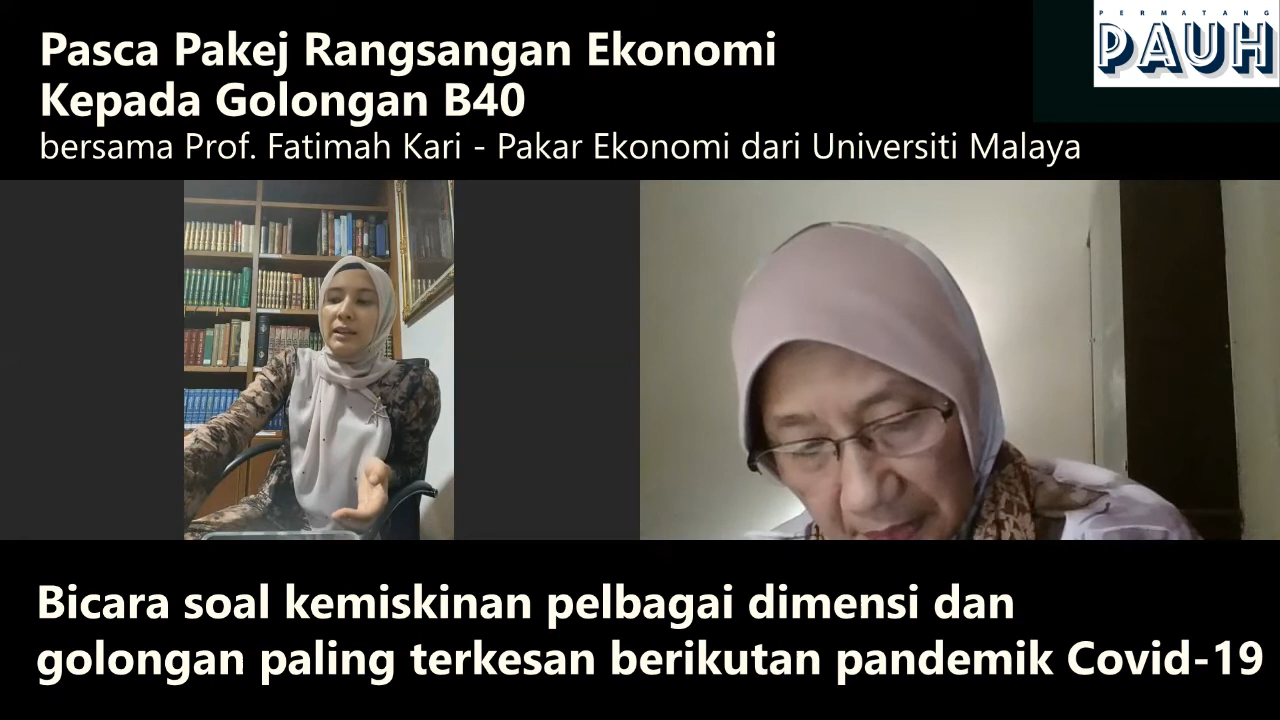 Pasca Pakej Rangsangan Ekonomi
Kepada Golongan B40
bersama Prof. Fatimah Kari - Pakar Ekonomi dari Universiti Malaya
PERMATANG
PAUH
Bicara soal kemiskinan pelbagai dimensi dan
golongan paling terkesan berikutan pandemik Covid-19